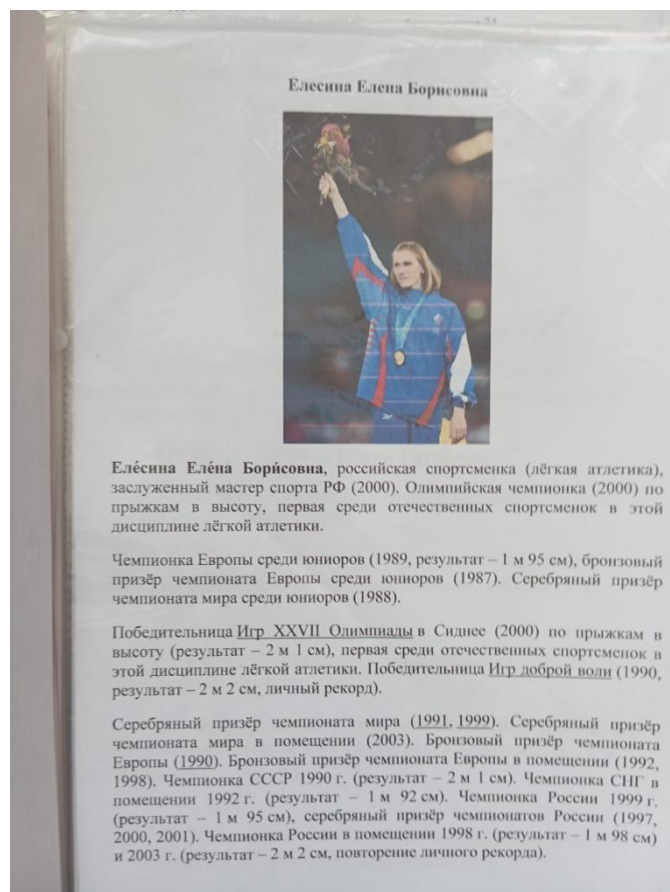 Елесина Елена Борисовна
Еле́сина Еле́на Бори́совна, российская спортсменка (лёгкая атлетика),
заслуженный мастер спорта РФ (2000). Олимпийская чемпионка (2000) по
прыжкам в высоту, первая среди отечественных спортсменок в этой
дисциплине лёгкой атлетики.
Чемпионка Европы среди юниоров (1989, результат – 1 м 95 см), бронзовый
призёр чемпионата Европы среди юниоров (1987). Серебряный призёр
чемпионата мира среди юниоров (1988).
Победительница Игр XXVII Олимпиады в Сиднее (2000) по прыжкам в
высоту (результат – 2 м 1 см), первая среди отечественных спортсменок в
этой дисциплине лёгкой атлетики. Победительница Игр доброй воли (1990,
результат – 2 м 2 см, личный рекорд).
Серебряный призёр чемпионата мира (1991, 1999). Серебряный призёр
чемпионата мира в помещении (2003). Бронзовый призёр чемпионата
Европы (1990). Бронзовый призёр чемпионата Европы в помещении (1992,
1998). Чемпионка СССР 1990 г. (результат – 2 м 1 см). Чемпионка СНГ в
помещении 1992 г. (результат – 1 м 92 см). Чемпионка России 1999 г.
(результат – 1 м 95 см), серебряный призёр чемпионатов России (1997,
2000, 2001). Чемпионка России в помещении 1998 г. (результат – 1 м 98 см)
и 2003 г. (результат – 2 м 2 см, повторение личного рекорда).